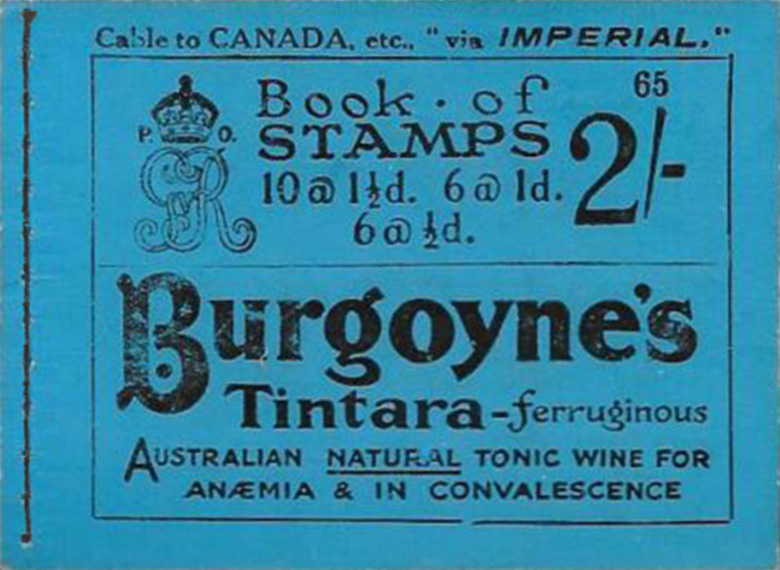 Cable to CANADA, etc., "via IMPERIAL."
65
P. O.
GR
Book · of
STAMPS
2/-
10 @ 1½d. 6 @ 1d.
6 @ ½d.
Burgoyne's
Tintara-ferruginous
AUSTRALIAN NATURAL TONIC WINE FOR
ANÆMIA & IN CONVALESCENCE